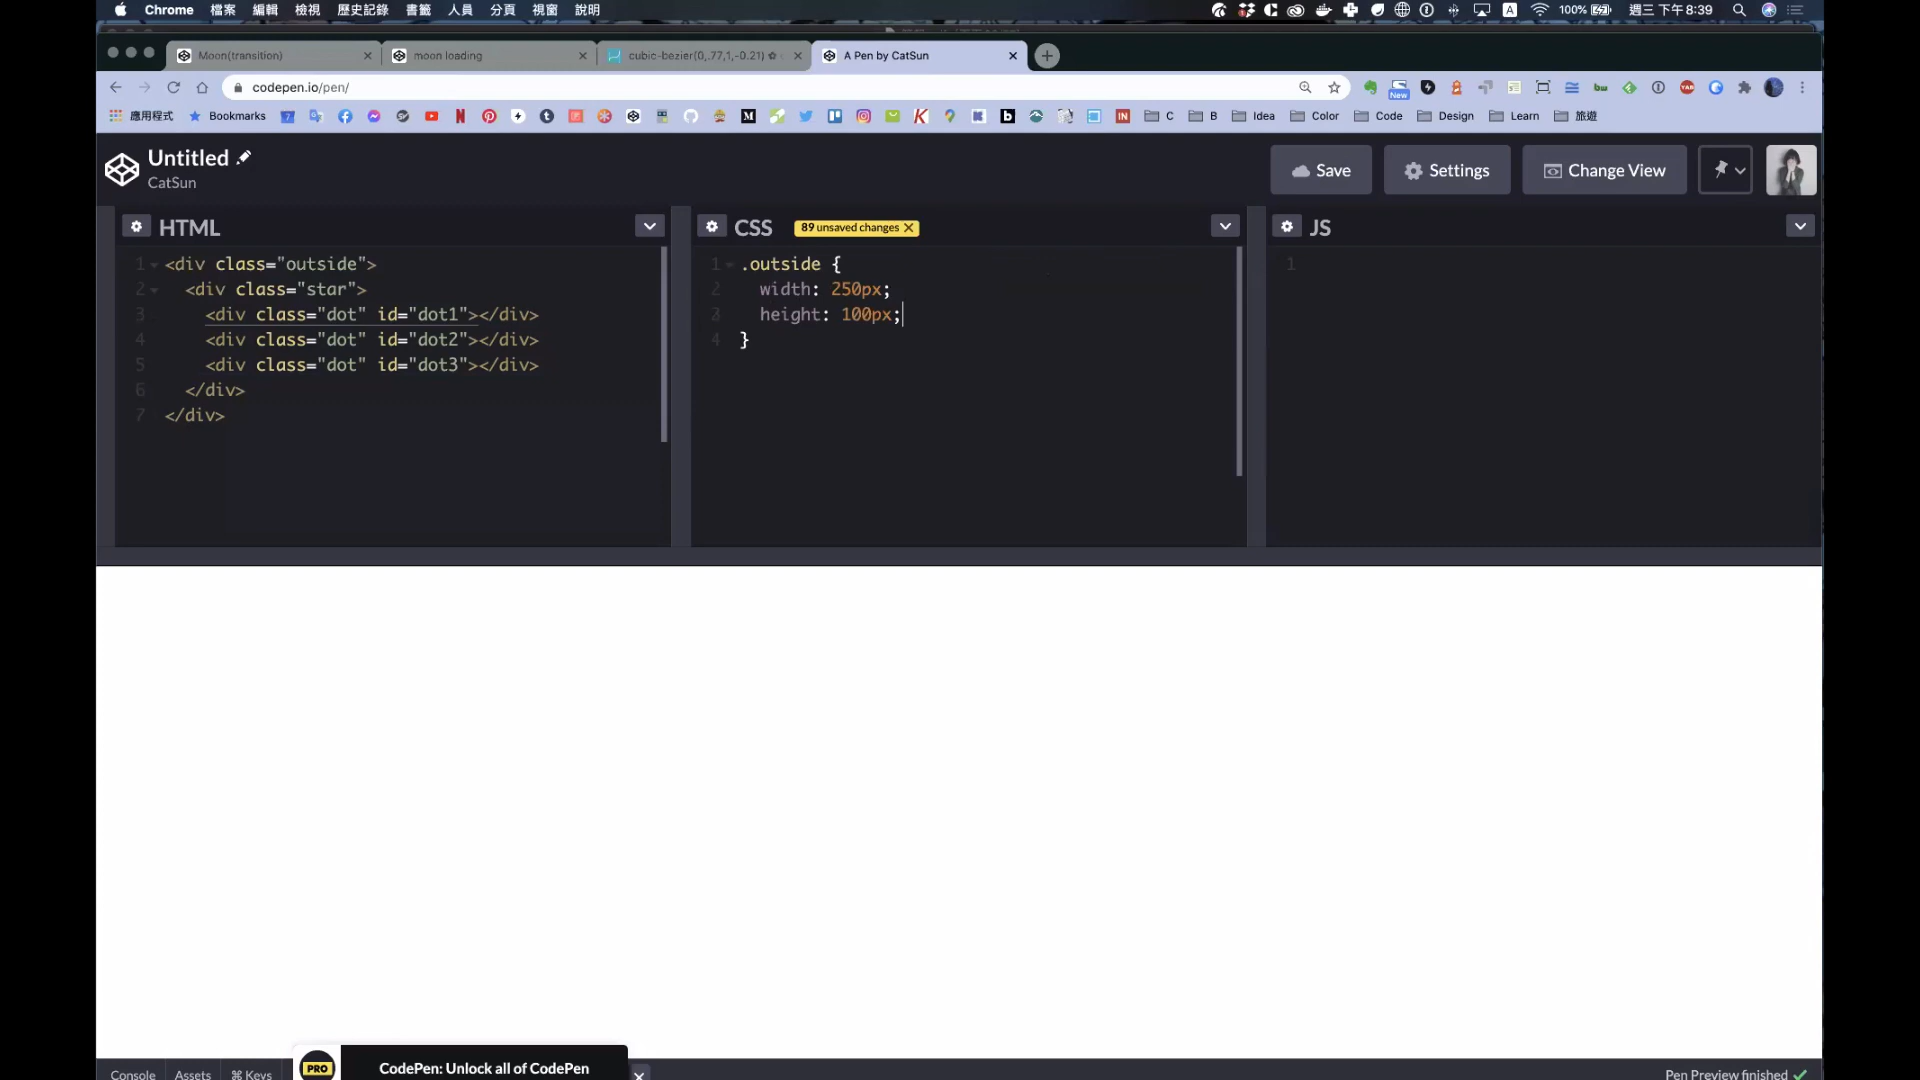 Chrome 檔案 編輯 檢視 歷史記錄 書籤 人員 分頁 視窗 說明 A 100% 週三 下午8:39
Moon(transition) moon loading cubic-bezier(0,.77,1,-0.21) ✿ A Pen by CatSun
codepen.io/pen/ New
應用程式 Bookmarks C B Idea Color Code Design Learn 旅遊
Untitled
CatSun
Save Settings Change View
HTML
1 <div class="outside">
2 <div class="star">
3 <div class="dot" id="dot1"></div>
4 <div class="dot" id="dot2"></div>
5 <div class="dot" id="dot3"></div>
6 </div>
7 </div>
CSS 89 unsaved changes
1 .outside {
2 width: 250px;
3 height: 100px;
4 }
JS
1
Console Assets ⌘ Keys PRO CodePen: Unlock all of CodePen Pen Preview finished